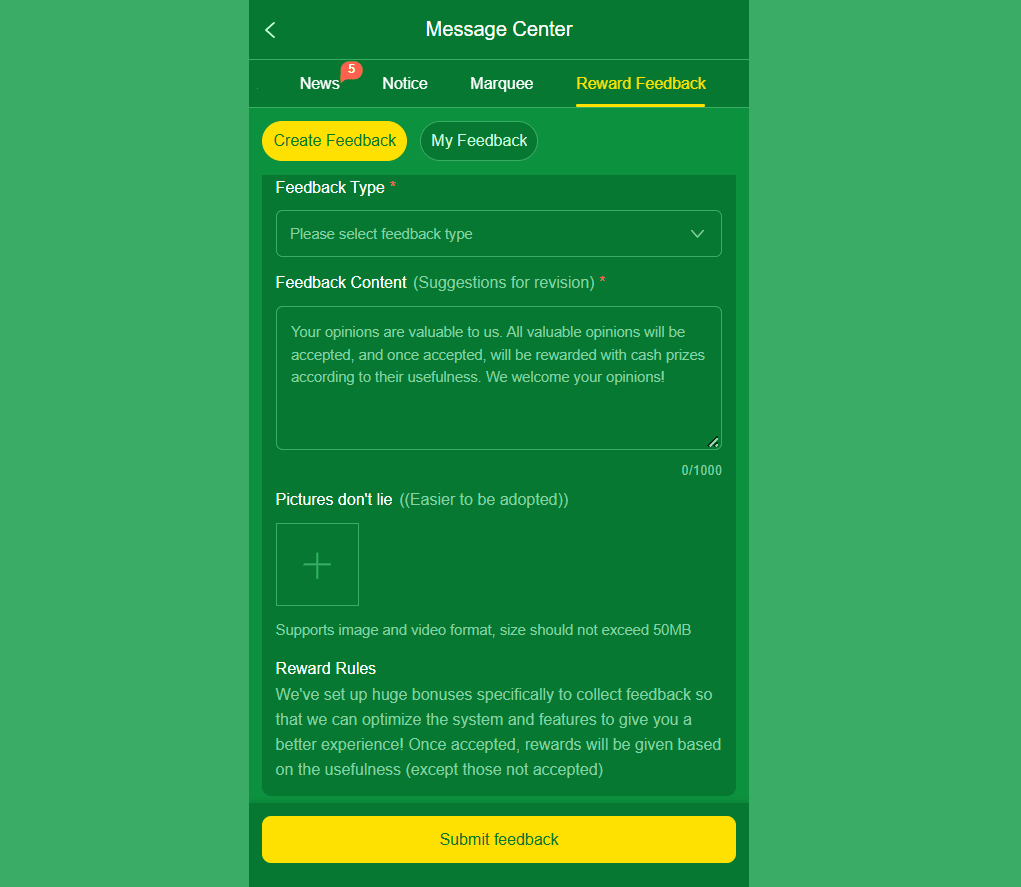 Message Center
News 5
Notice
Marquee
Reward Feedback
Create Feedback
My Feedback
Feedback Type *
Please select feedback type
Feedback Content (Suggestions for revision) *
Your opinions are valuable to us. All valuable opinions will be
accepted, and once accepted, will be rewarded with cash prizes
according to their usefulness. We welcome your opinions!
0/1000
Pictures don't lie ((Easier to be adopted))
Supports image and video format, size should not exceed 50MB
Reward Rules
We've set up huge bonuses specifically to collect feedback so
that we can optimize the system and features to give you a
better experience! Once accepted, rewards will be given based
on the usefulness (except those not accepted)
Submit feedback